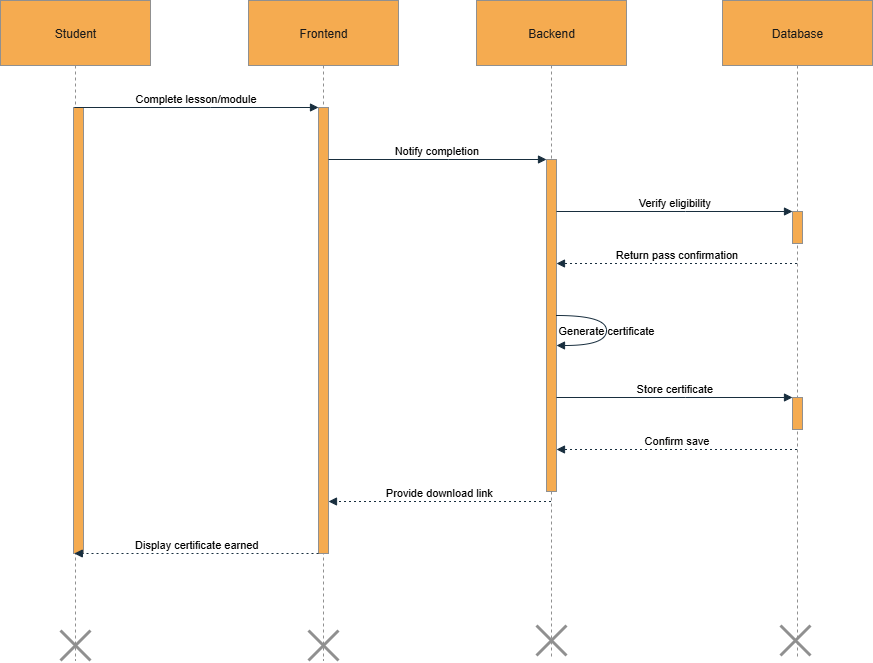 Student
Frontend
Backend
Database
Complete lesson/module
Notify completion
Verify eligibility
Return pass confirmation
Generate certificate
Store certificate
Confirm save
Provide download link
Display certificate earned